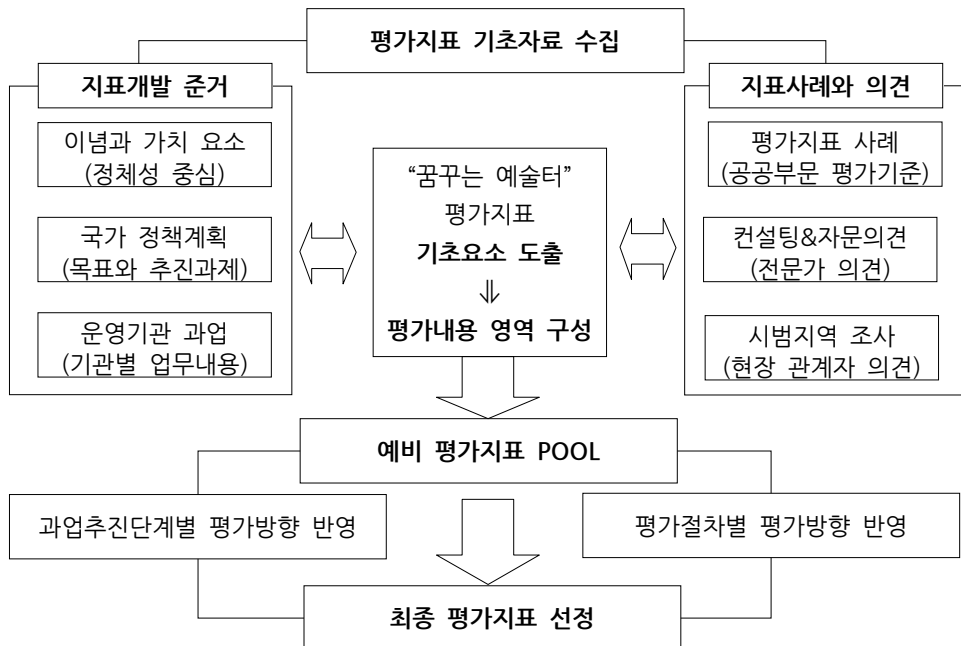 평가지표 기초자료 수집
지표개발 준거
이념과 가치 요소
(정체성 중심)
국가 정책계획
(목표와 추진과제)
운영기관 과업
(기관별 업무내용)
“꿈꾸는 예술터”
평가지표
기초요소 도출
⇓
평가내용 영역 구성
지표사례와 의견
평가지표 사례
(공공부문 평가기준)
컨설팅&자문의견
(전문가 의견)
시범지역 조사
(현장 관계자 의견)
예비 평가지표 POOL
과업추진단계별 평가방향 반영
평가절차별 평가방향 반영
최종 평가지표 선정